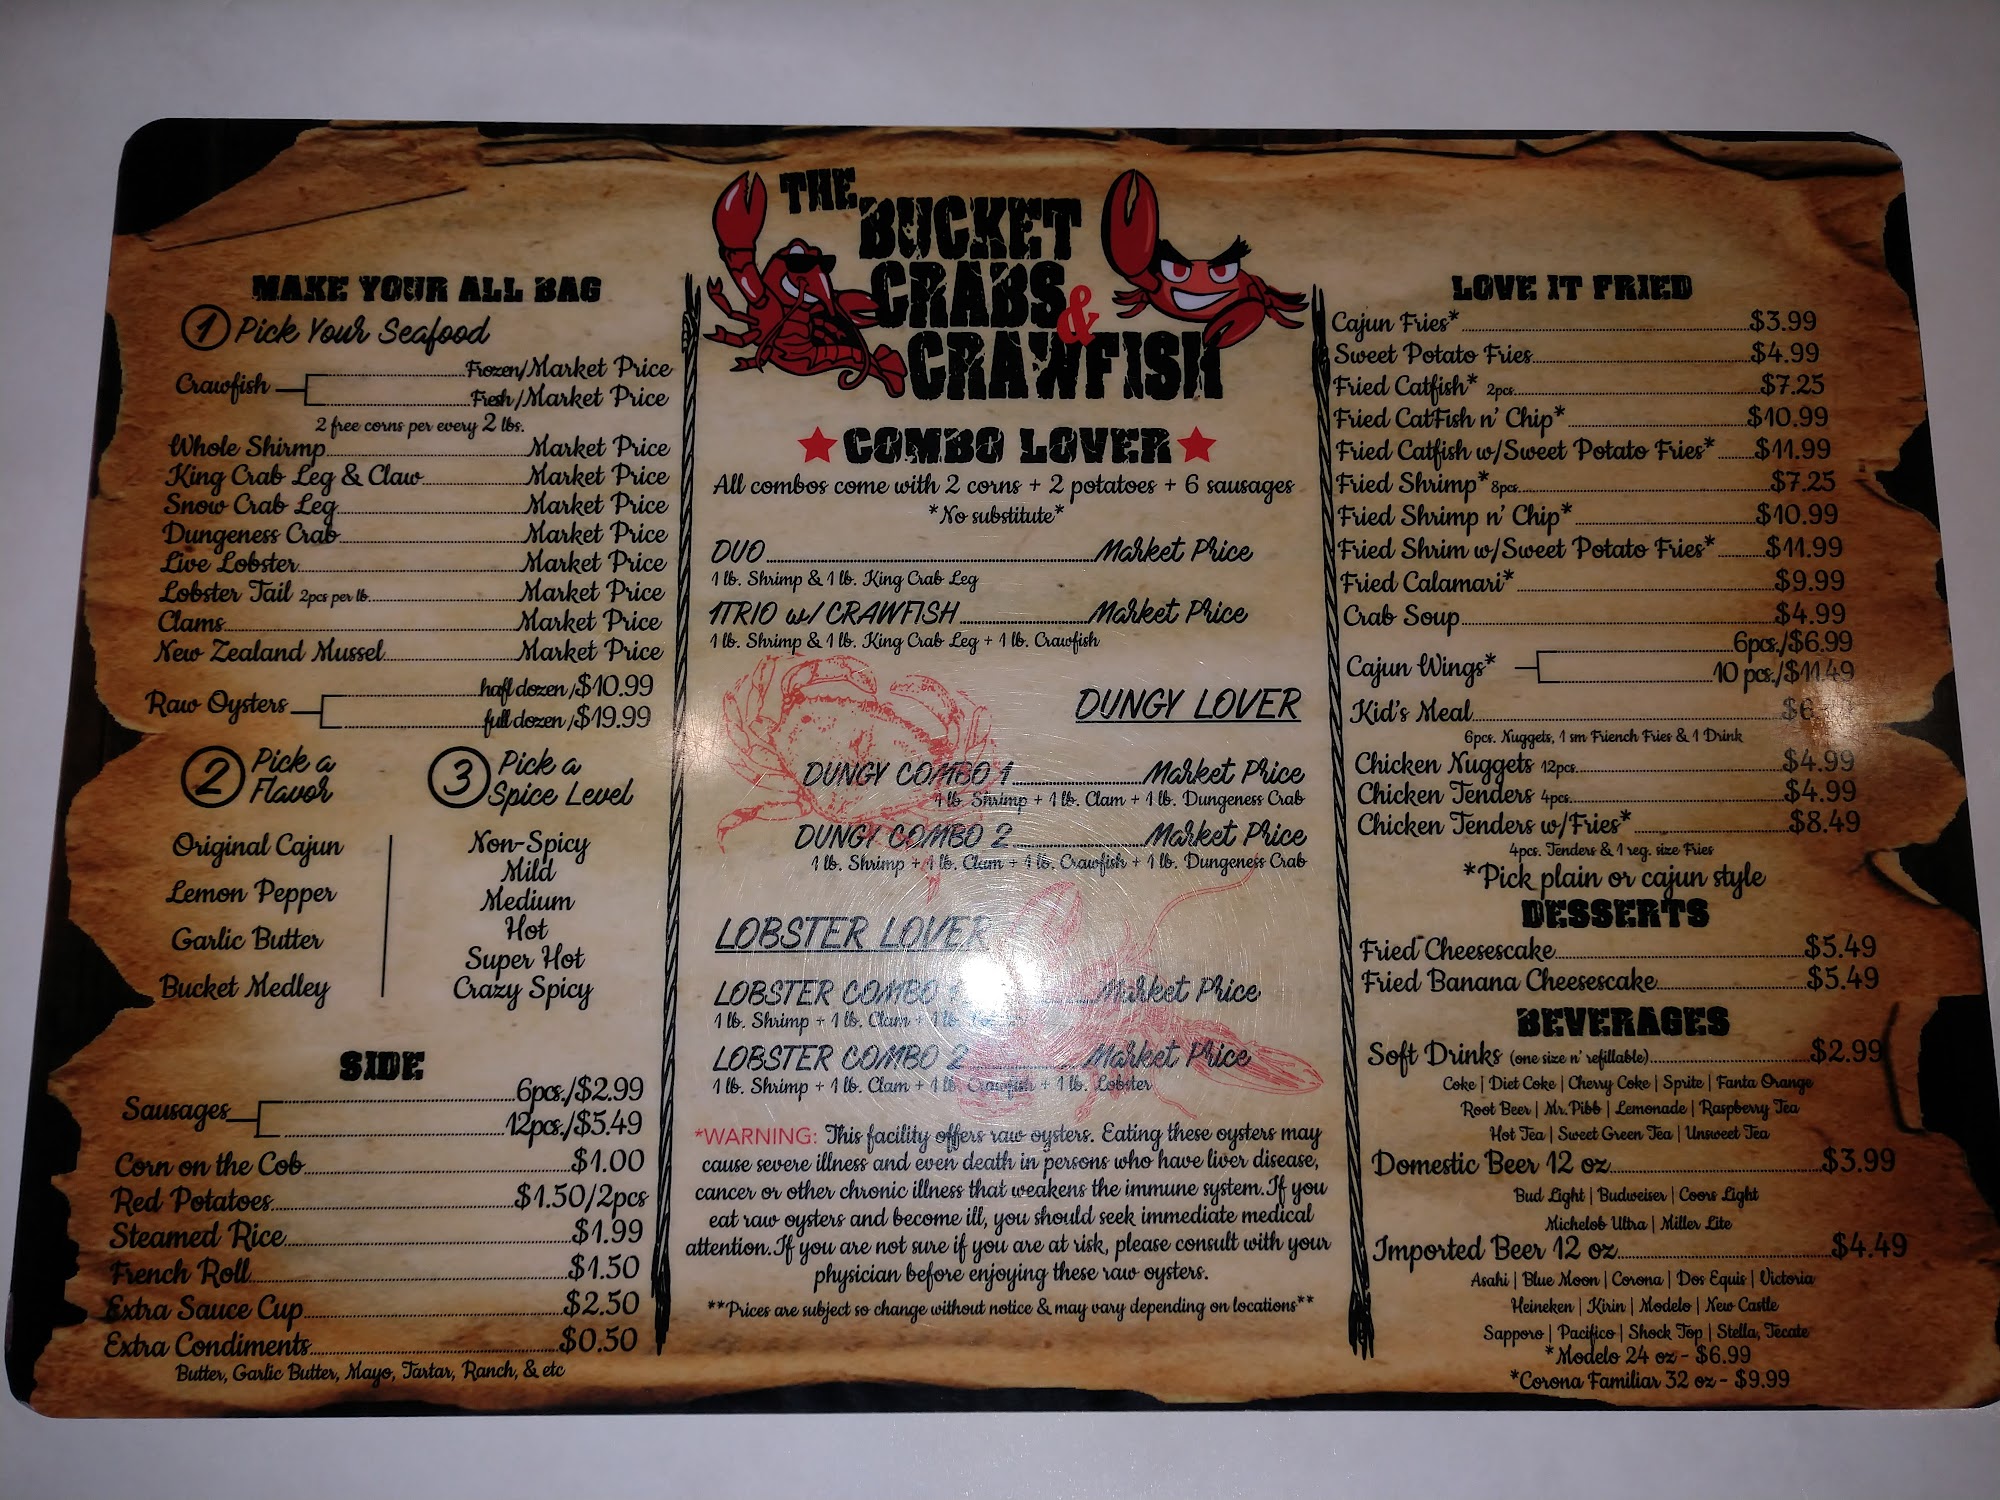 THE
BUCKET
CRABS &
CRAWFISH
MAKE YOUR ALL BAG
1 Pick Your Seafood
Crawfish
Frozen/Market Price
Fresh/Market Price
2 free corns per every 2 lbs.
Whole Shirmp Market Price
King Crab Leg & Claw Market Price
Snow Crab Leg Market Price
Dungeness Crab Market Price
Live Lobster Market Price
Lobster Tail 2pcs per lb. Market Price
Clams Market Price
New Zealand Mussel Market Price
Raw Oysters
hafl dozen/$10.99
full dozen/$19.99
2 Pick a
Flavor
Original Cajun
Lemon Pepper
Garlic Butter
Bucket Medley
3 Pick a
Spice Level
Non-Spicy
Mild
Medium
Hot
Super Hot
Crazy Spicy
SIDE
Sausages
6pcs./$2.99
12pcs./$5.49
Corn on the Cob $1.00
Red Potatoes $1.50/2pcs
Steamed Rice $1.99
French Roll $1.50
Extra Sauce Cup $2.50
Extra Condiments $0.50
Butter, Garlic Butter, Mayo, Tartar, Ranch, & etc
COMBO LOVER
All combos come with 2 corns + 2 potatoes + 6 sausages
*No substitute*
DUO Market Price
1 lb. Shrimp & 1 lb. King Crab Leg
1TRIO w/ CRAWFISH Market Price
1 lb. Shrimp & 1 lb. King Crab Leg + 1 lb. Crawfish
DUNGY LOVER
DUNGY COMBO 1 Market Price
1 lb. Shrimp + 1 lb. Clam + 1 lb. Dungeness Crab
DUNGY COMBO 2 Market Price
1 lb. Shrimp + 1 lb. Clam + 1 lb. Crawfish + 1 lb. Dungeness Crab
LOBSTER LOVER
LOBSTER COMBO Market Price
1 lb. Shrimp + 1 lb. Clam + 1 lb.
LOBSTER COMBO 2 Market Price
1 lb. Shrimp + 1 lb. Clam + 1 lb. Crawfish + 1 lb. Lobster
*WARNING: This facility offers raw oysters. Eating these oysters may
cause severe illness and even death in persons who have liver disease,
cancer or other chronic illness that weakens the immune system. If you
eat raw oysters and become ill, you should seek immediate medical
attention. If you are not sure if you are at risk, please consult with your
physician before enjoying these raw oysters.
**Prices are subject so change without notice & may vary depending on locations**
LOVE IT FRIED
Cajun Fries* $3.99
Sweet Potato Fries $4.99
Fried Catfish* 2pcs $7.25
Fried CatFish n' Chip* $10.99
Fried Catfish w/Sweet Potato Fries* $11.99
Fried Shrimp* 8pcs $7.25
Fried Shrimp n' Chip* $10.99
Fried Shrim w/Sweet Potato Fries* $11.99
Fried Calamari* $9.99
Crab Soup $4.99
Cajun Wings*
6pcs./$6.99
10 pcs./$11.49
Kid's Meal
6pcs. Nuggets, 1 sm Friench Fries & 1 Drink
Chicken Nuggets 12pcs $4.99
Chicken Tenders 4pcs. $4.99
Chicken Tenders w/Fries* $8.49
4pcs. Tenders & 1 reg. size Fries
*Pick plain or cajun style
DESSERTS
Fried Cheesescake $5.49
Fried Banana Cheesescake $5.49
BEVERAGES
Soft Drinks (one size n' refillable) $2.99
Coke | Diet Coke | Cherry Coke | Sprite | Fanta Orange
Root Beer | Mr.Pibb | Lemonade | Raspberry Tea
Hot Tea | Sweet Green Tea | Unsweet Tea
Domestic Beer 12 oz $3.99
Bud Light | Budweiser | Coors Light
Michelob Ultra | Miller Lite
Imported Beer 12 oz $4.49
Asahi | Blue Moon | Corona | Dos Equis | Victoria
Heineken | Kirin | Modelo | New Castle
Sapporo | Pacifico | Shock Top | Stella, Tecate
*Modelo 24 oz - $6.99
*Corona Familiar 32 oz - $9.99